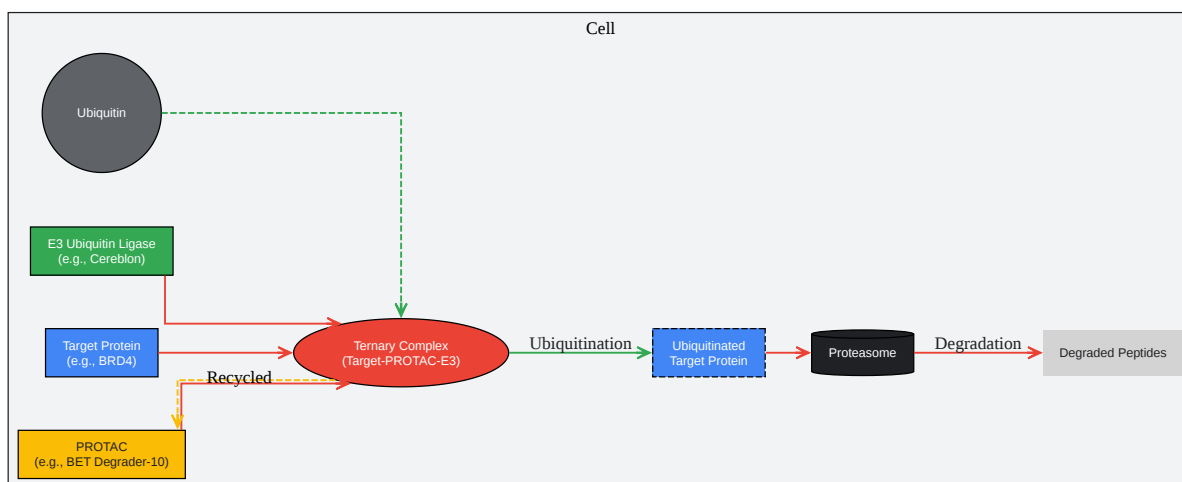 Cell
Ubiquitin
E3 Ubiquitin Ligase
(e.g., Cereblon)
Target Protein
(e.g., BRD4)
Ternary Complex
(Target-PROTAC-E3)
Ubiquitination
Ubiquitinated
Target Protein
Proteasome
Degradation
Degraded Peptides
Recycled
PROTAC
(e.g., BET Degrader-10)